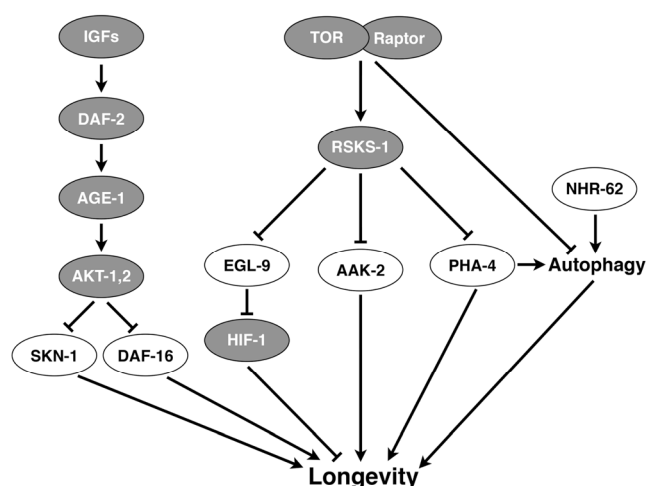 IGFs
TOR
Raptor
DAF-2
RSKS-1
AGE-1
NHR-62
AKT-1,2
EGL-9
AAK-2
PHA-4
Autophagy
SKN-1
DAF-16
HIF-1
Longevity